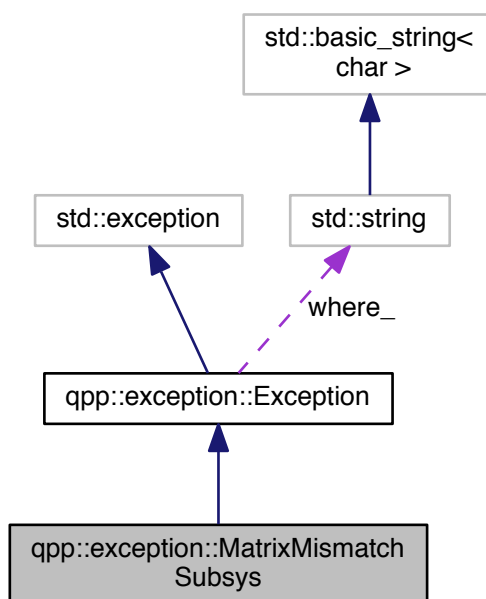 std::basic_string<
char >
std::exception
std::string
where_
qpp::exception::Exception
qpp::exception::MatrixMismatch
Subsys